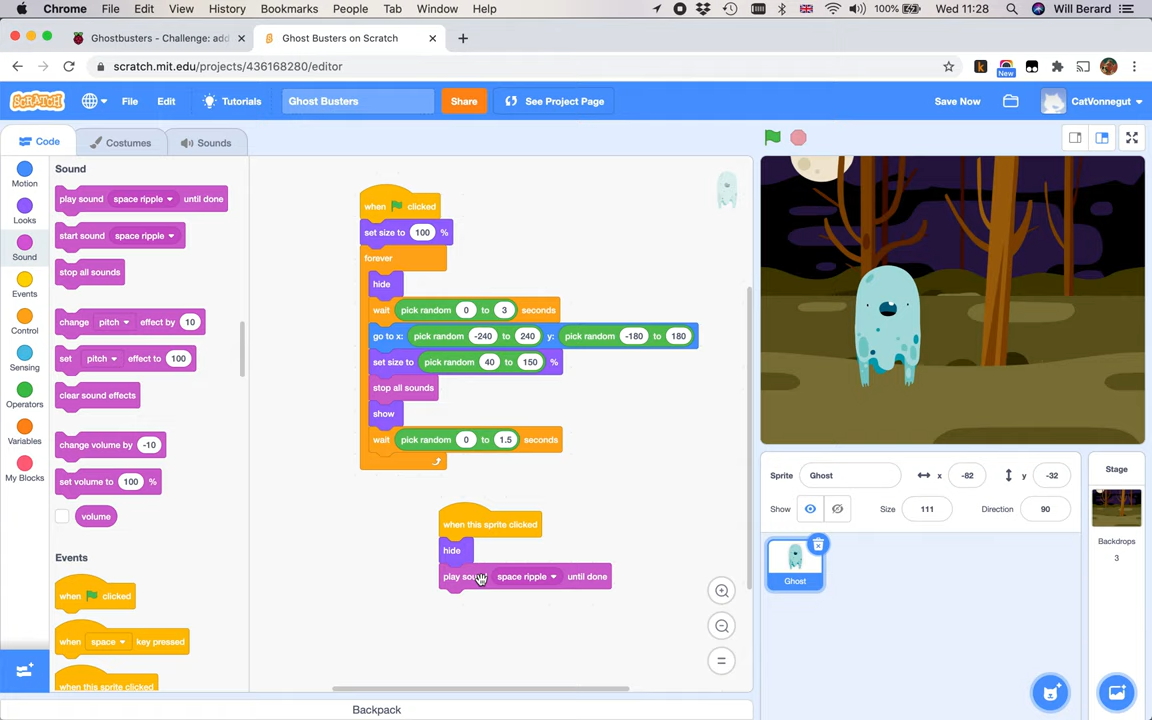 Chrome File Edit View History Bookmarks People Tab Window Help 100% Wed 11:28 Will Berard
Ghostbusters - Challenge: add Ghost Busters on Scratch
scratch.mit.edu/projects/436168280/editor New
SCRATCH File Edit Tutorials Ghost Busters Share See Project Page Save Now CatVonnegut
Code Costumes Sounds
Motion
Looks
Sound
Events
Control
Sensing
Operators
Variables
My Blocks
Sound
play sound space ripple until done
start sound space ripple
stop all sounds
change pitch effect by 10
set pitch effect to 100
clear sound effects
change volume by -10
set volume to 100 %
volume
Events
when clicked
when space key pressed
when this sprite clicked
when clicked
set size to 100 %
forever
hide
wait pick random 0 to 3 seconds
go to x: pick random -240 to 240 y: pick random -180 to 180
set size to pick random 40 to 150 %
stop all sounds
show
wait pick random 0 to 1.5 seconds
when this sprite clicked
hide
play sound space ripple until done
Sprite Ghost x -82 y -32
Show Size 111 Direction 90
Ghost
Stage
Backdrops
3
Backpack